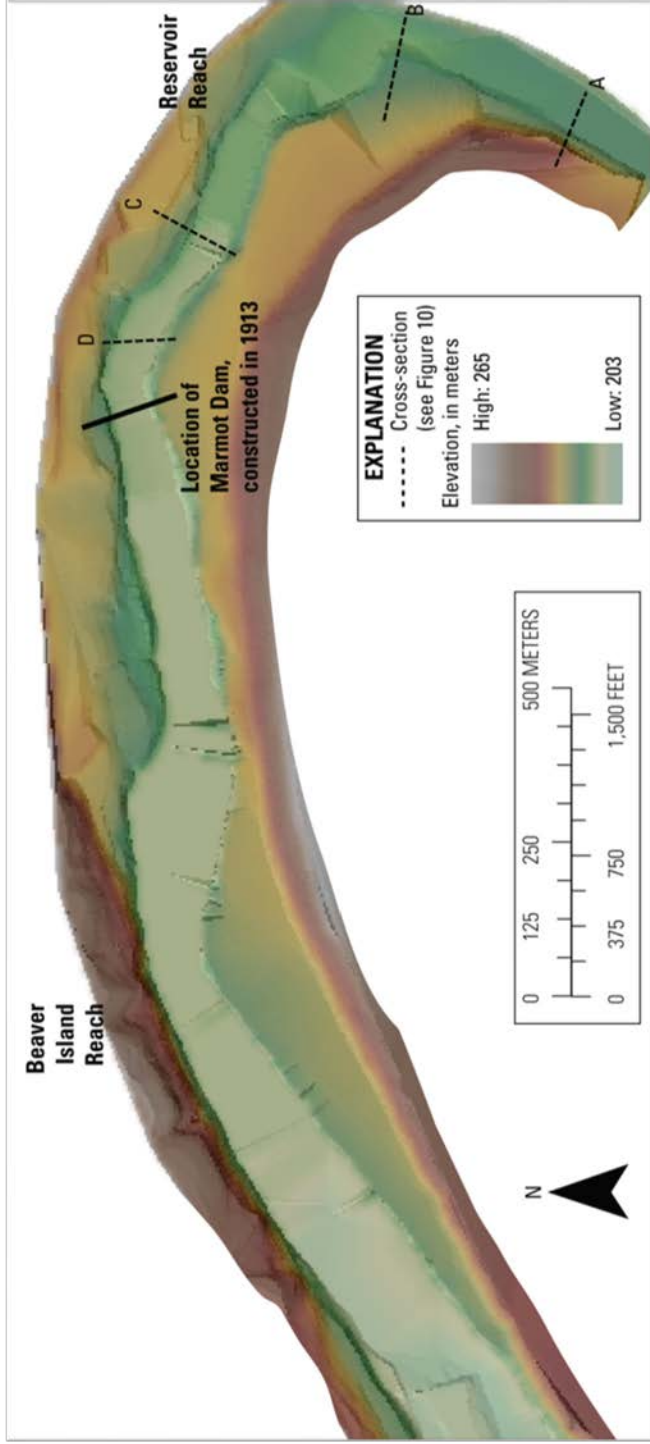 Beaver
Island
Reach
Reservoir
Reach
B
A
C
D
Location of
Marmot Dam,
constructed in 1913
N
0 125 250 500 METERS
0 375 750 1,500 FEET
EXPLANATION
Cross-section
(see Figure 10)
Elevation, in meters
High: 265
Low: 203